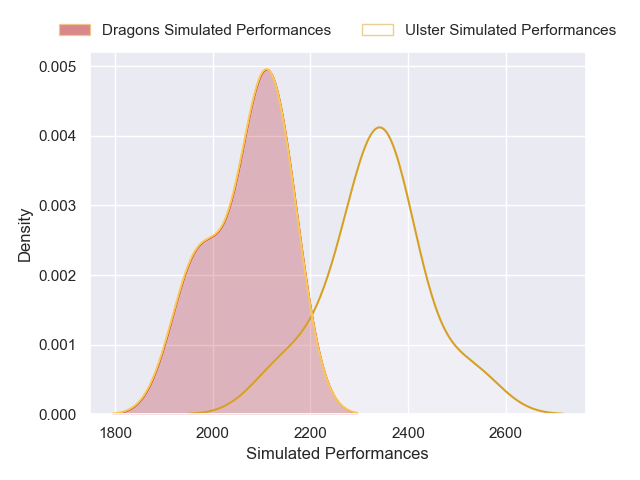 Dragons Simulated Performances Ulster Simulated Performances
0.005
0.004
0.003
0.002
0.001
0.000
Density
1800 2000 2200 2400 2600
Simulated Performances